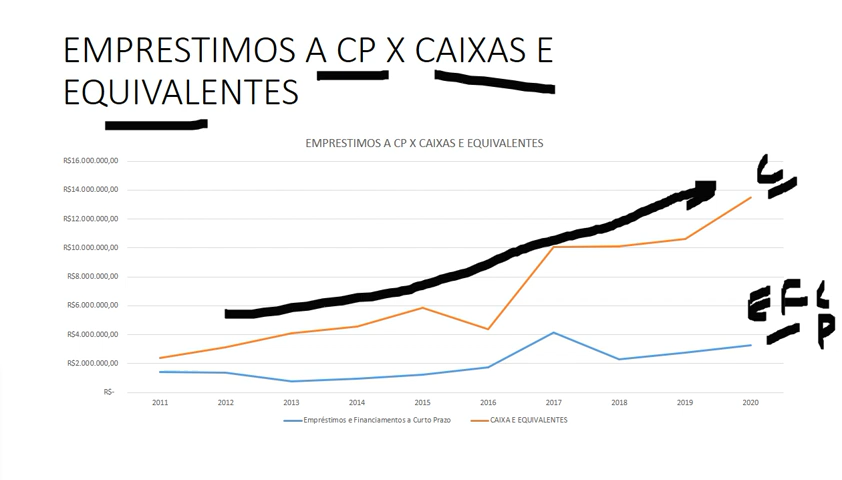 EMPRESTIMOS A CP X CAIXAS E
EQUIVALENTES
EMPRESTIMOS A CP X CAIXAS E EQUIVALENTES
R$16.000.000,00
R$14.000.000,00
R$12.000.000,00
R$10.000.000,00
R$8.000.000,00
R$6.000.000,00
R$4.000.000,00
R$2.000.000,00
R$-
2011 2012 2013 2014 2015 2016 2017 2018 2019 2020
Empréstimos e Financiamentos a Curto Prazo CAIXA E EQUIVALENTES